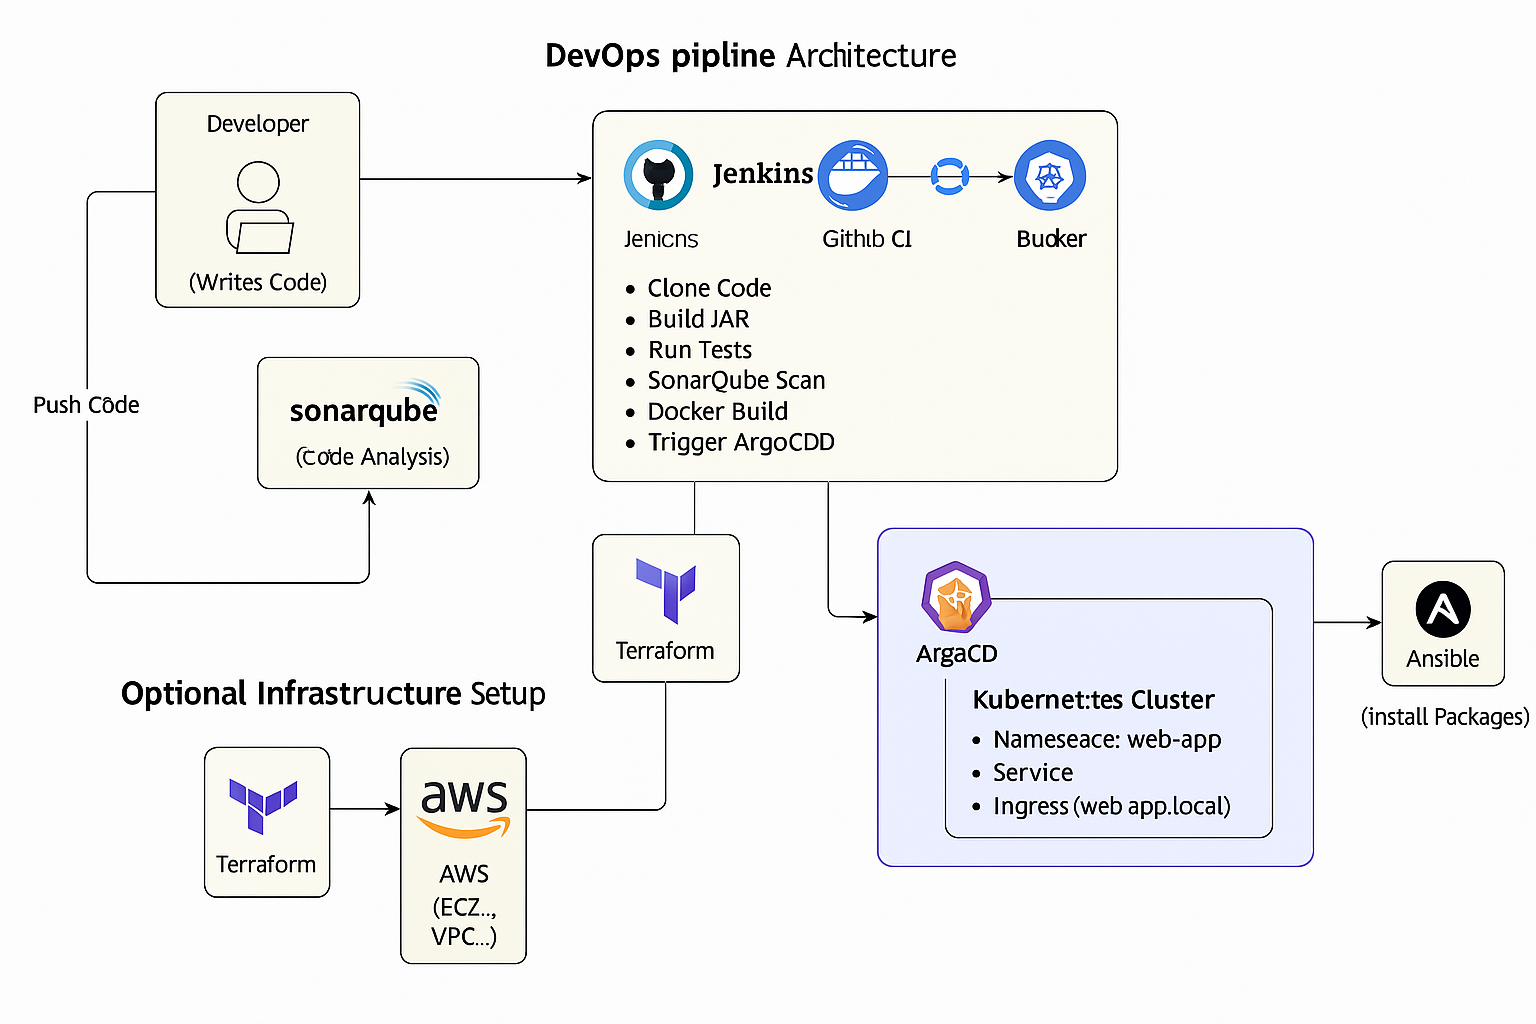 DevOps pipline Architecture
Developer
(Writes Code)
Push Code
sonarqube
(Code Analysis)
Jenkins
Jenicns
Github CI
Bucker
• Clone Code
• Build JAR
• Run Tests
• SonarQube Scan
• Docker Build
• Trigger ArgoCDD
Terraform
ArgaCD
Kubernet:tes Cluster
• Nameseace: web-app
• Service
• Ingress (web app.local)
Ansible
(install Packages)
Optional Infrastructure Setup
Terraform
aws
AWS
(ECZ..,
VPC...)